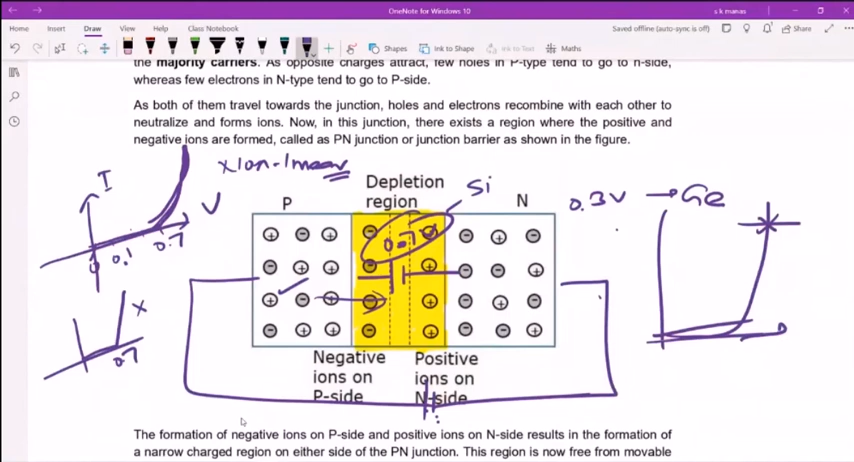 OneNote for Windows 10
s k manas
Home Insert Draw View Help Class Notebook
Saved offline (auto-sync is off) Share
Shapes Ink to Shape Ink to Text Maths
the majority carriers. As opposite charges attract, few holes in P-type tend to go to n-side,
whereas few electrons in N-type tend to go to P-side.
As both of them travel towards the junction, holes and electrons recombine with each other to
neutralize and forms ions. Now, in this junction, there exists a region where the positive and
negative ions are formed, called as PN junction or junction barrier as shown in the figure.
I
V
0 0.1 0.7
Non-linear
Depletion
region
Si
P
N
0.7V
0.3V → Ge
X
0.7
Negative
ions on
P-side
Positive
ions on
N-side
The formation of negative ions on P-side and positive ions on N-side results in the formation of
a narrow charged region on either side of the PN junction. This region is now free from movable